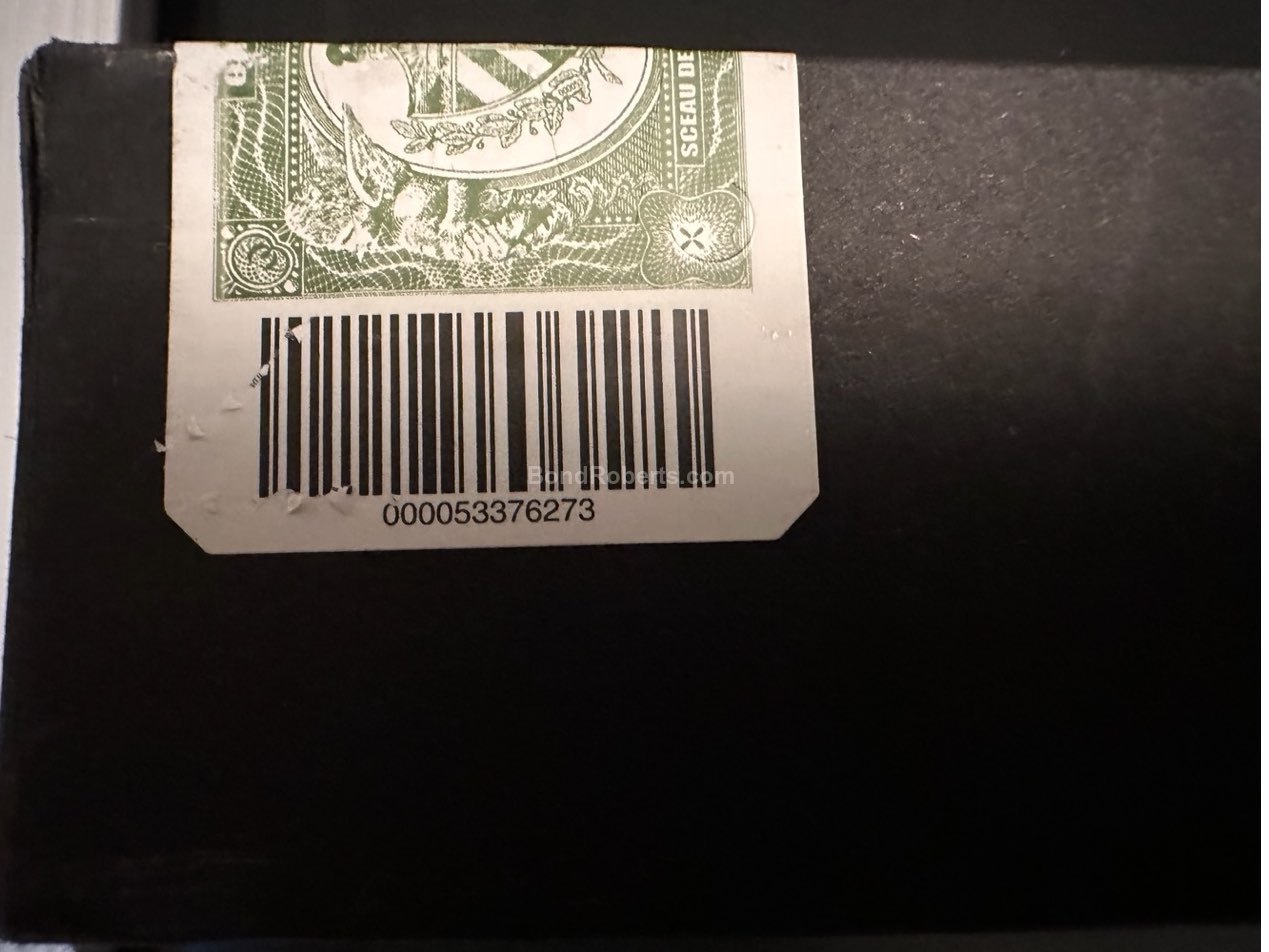 SCEAU DE
BondRoberts.com
000053376273